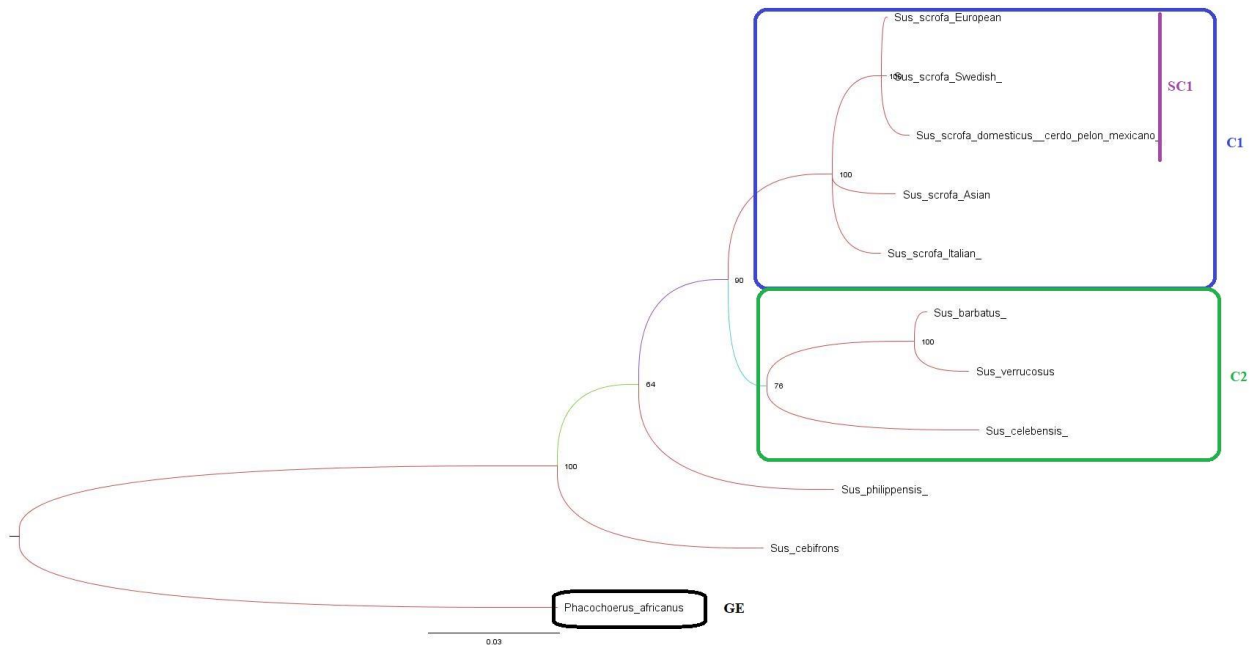 Sus_scrofa_European
100
Sus_scrofa_Swedish_
SC1
Sus_scrofa_domesticus__cerdo_pelon_mexicano_
C1
100
Sus_scrofa_Asian
Sus_scrofa_Italian_
90
Sus_barbatus_
100
Sus_verrucosus
C2
76
64
Sus_celebensis_
100
Sus_philippensis_
Sus_cebifrons
Phacochoerus_africanus
GE
0.03